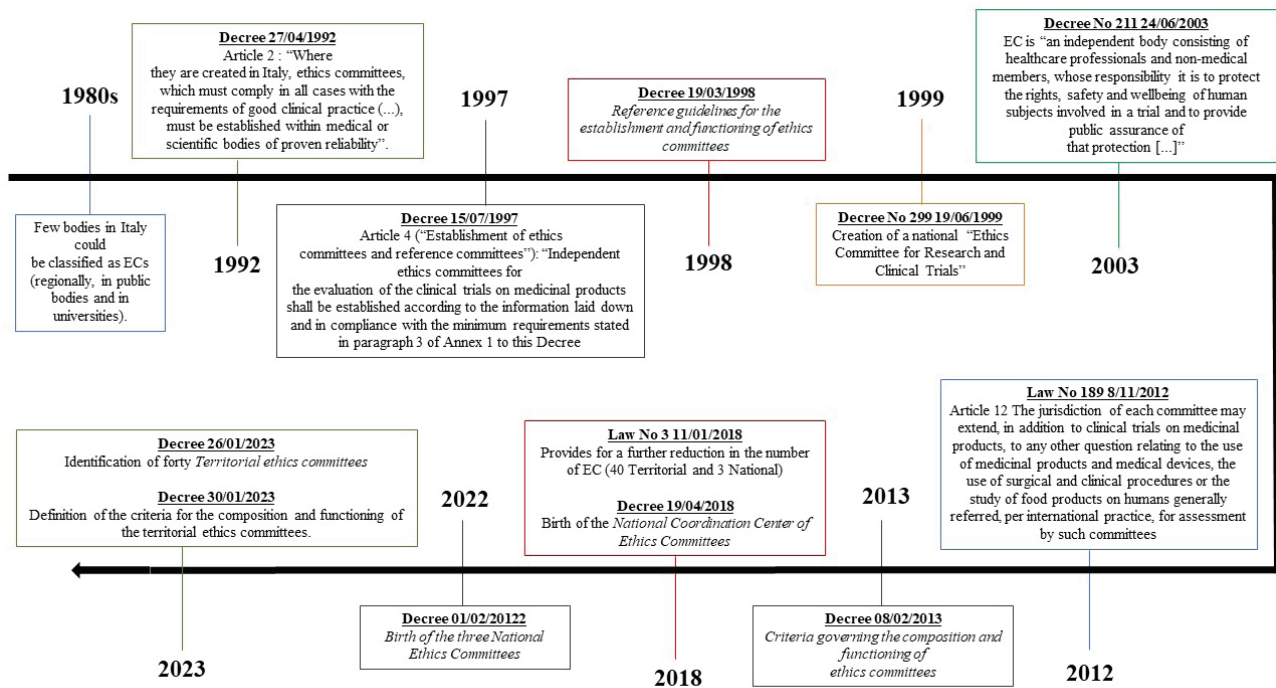 1980s
Few bodies in Italy
could
be classified as ECs
(regionally, in public
bodies and in
universities).
Decree 27/04/1992
Article 2 : “Where
they are created in Italy, ethics committees,
which must comply in all cases with the
requirements of good clinical practice (...),
must be established within medical or
scientific bodies of proven reliability”.
1992
1997
Decree 15/07/1997
Article 4 (“Establishment of ethics
committees and reference committees”): “Independent
ethics committees for
the evaluation of the clinical trials on medicinal products
shall be established according to the information laid down
and in compliance with the minimum requirements stated
in paragraph 3 of Annex 1 to this Decree
Decree 19/03/1998
Reference guidelines for the
establishment and functioning of ethics
committees
1998
1999
Decree No 299 19/06/1999
Creation of a national “Ethics
Committee for Research and
Clinical Trials”
Decree No 211 24/06/2003
EC is “an independent body consisting of
healthcare professionals and non-medical
members, whose responsibility it is to protect
the rights, safety and wellbeing of human
subjects involved in a trial and to provide
public assurance of
that protection [...]”
2003
Law No 189 8/11/2012
Article 12 The jurisdiction of each committee may
extend, in addition to clinical trials on medicinal
products, to any other question relating to the use
of medicinal products and medical devices, the
use of surgical and clinical procedures or the
study of food products on humans generally
referred, per international practice, for assessment
by such committees
2012
2013
Decree 08/02/2013
Criteria governing the composition and
functioning of
ethics committees
Law No 3 11/01/2018
Provides for a further reduction in the number
of EC (40 Territorial and 3 National)
Decree 19/04/2018
Birth of the National Coordination Center of
Ethics Committees
2018
2022
Decree 01/02/20122
Birth of the three National
Ethics Committees
Decree 26/01/2023
Identification of forty Territorial ethics committees
Decree 30/01/2023
Definition of the criteria for the composition and functioning of
the territorial ethics committees.
2023